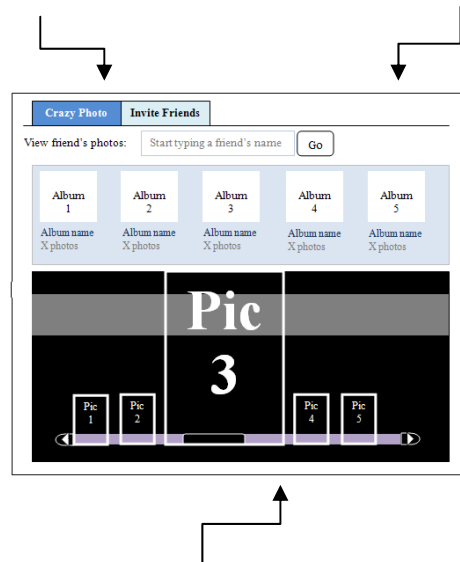 Crazy Photo Invite Friends
View friend's photos: Start typing a friend's name Go
Album Album Album Album Album
1 2 3 4 5
Album name Album name Album name Album name Album name
X photos X photos X photos X photos X photos
Pic
3
Pic Pic Pic Pic
1 2 4 5